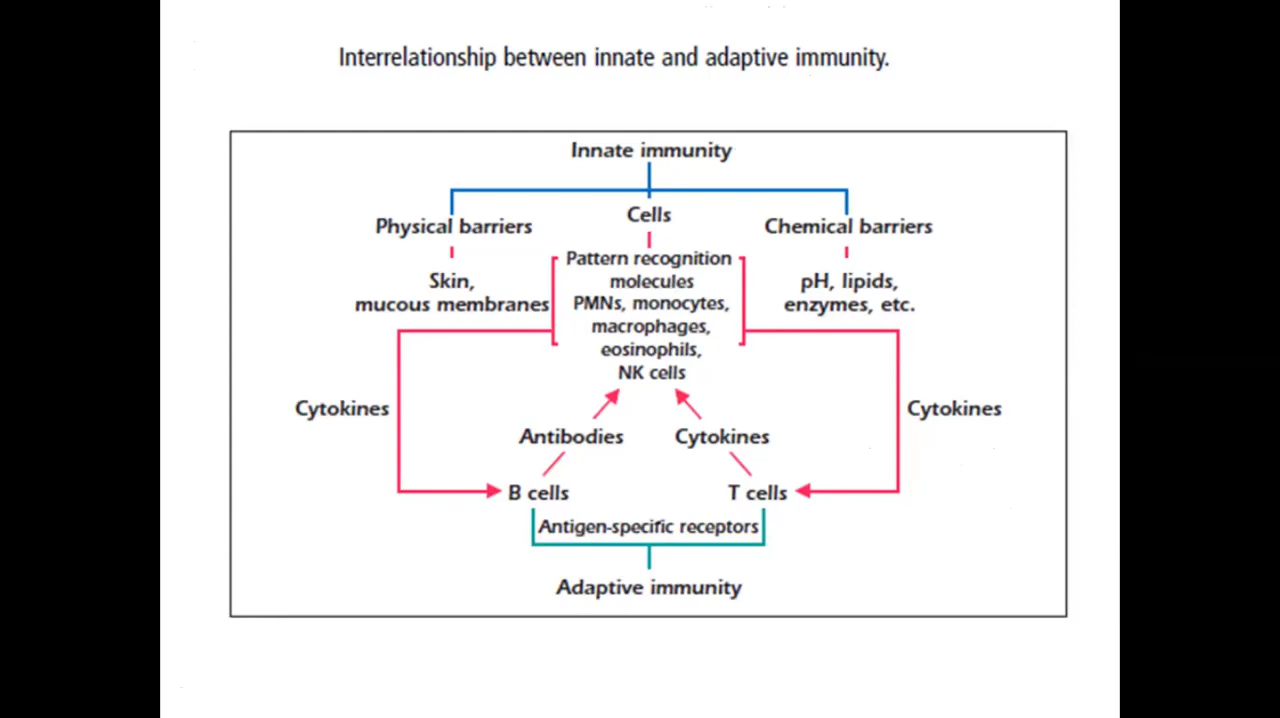 Interrelationship between innate and adaptive immunity.
Innate immunity
Physical barriers
Cells
Chemical barriers
Skin,
mucous membranes
Pattern recognition
molecules
PMNs, monocytes,
macrophages,
eosinophils,
NK cells
pH, lipids,
enzymes, etc.
Cytokines
Cytokines
Antibodies
Cytokines
B cells
T cells
Antigen-specific receptors
Adaptive immunity